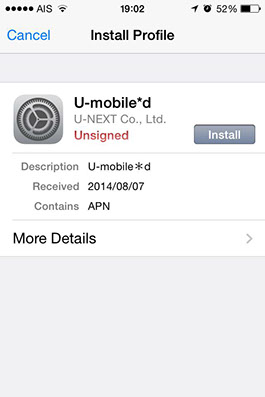 AIS 19:02 52%
Cancel Install Profile
U-mobile*d
U-NEXT Co., Ltd.
Unsigned Install
Description U-mobile＊d
Received 2014/08/07
Contains APN
More Details